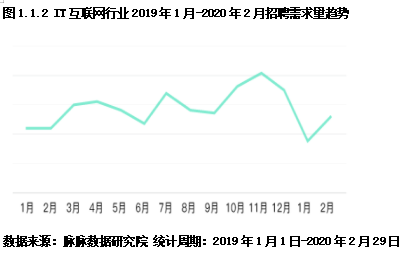 图1.1.2 IT互联网行业2019年1月-2020年2月招聘需求量趋势
1月 2月 3月 4月 5月 6月 7月 8月 9月 10月 11月 12月 1月 2月
数据来源：脉脉数据研究院 统计周期：2019年1月1日-2020年2月29日